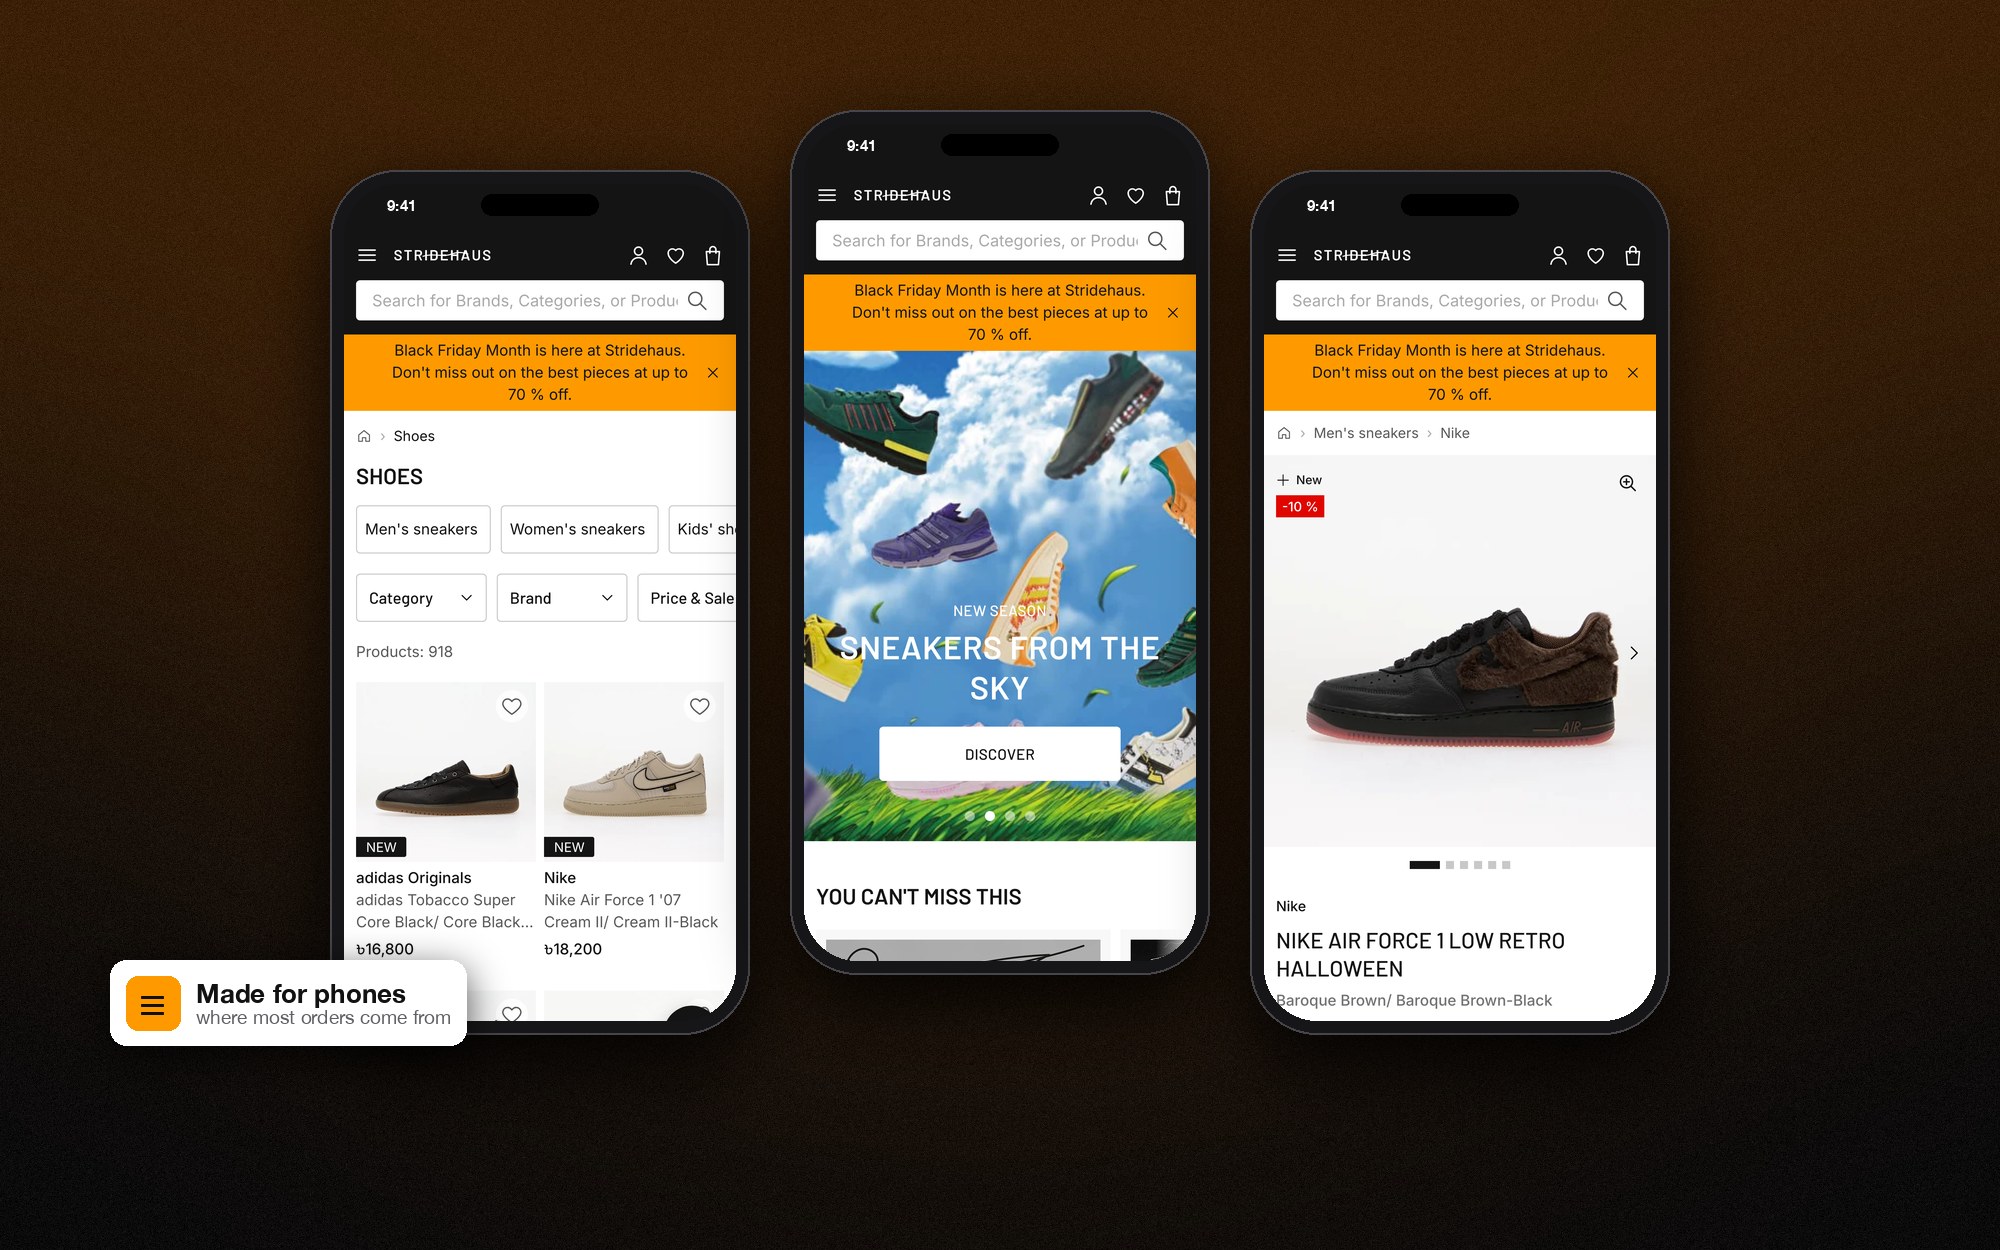 9:41
STRIDEHAUS
Search for Brands, Categories, or Produ
Black Friday Month is here at Stridehaus.
Don't miss out on the best pieces at up to
70 % off.
Shoes
SHOES
Men's sneakers
Women's sneakers
Kids' sh
Category
Brand
Price & Sale
Products: 918
NEW
adidas Originals
adidas Tobacco Super
Core Black/ Core Black...
৳16,800
NEW
Nike
Nike Air Force 1 '07
Cream II/ Cream II-Black
৳18,200
Made for phones
where most orders come from
9:41
STRIDEHAUS
Search for Brands, Categories, or Produ
Black Friday Month is here at Stridehaus.
Don't miss out on the best pieces at up to
70 % off.
NEW SEASON
SNEAKERS FROM THE
SKY
DISCOVER
YOU CAN'T MISS THIS
9:41
STRIDEHAUS
Search for Brands, Categories, or Produ
Black Friday Month is here at Stridehaus.
Don't miss out on the best pieces at up to
70 % off.
Men's sneakers
Nike
New
-10 %
AIR
Nike
NIKE AIR FORCE 1 LOW RETRO
HALLOWEEN
Baroque Brown/ Baroque Brown-Black